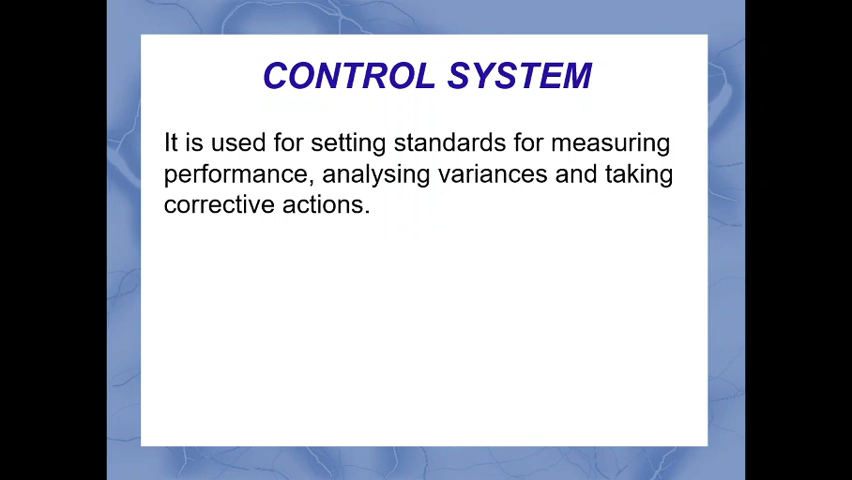 CONTROL SYSTEM
It is used for setting standards for measuring
performance, analysing variances and taking
corrective actions.